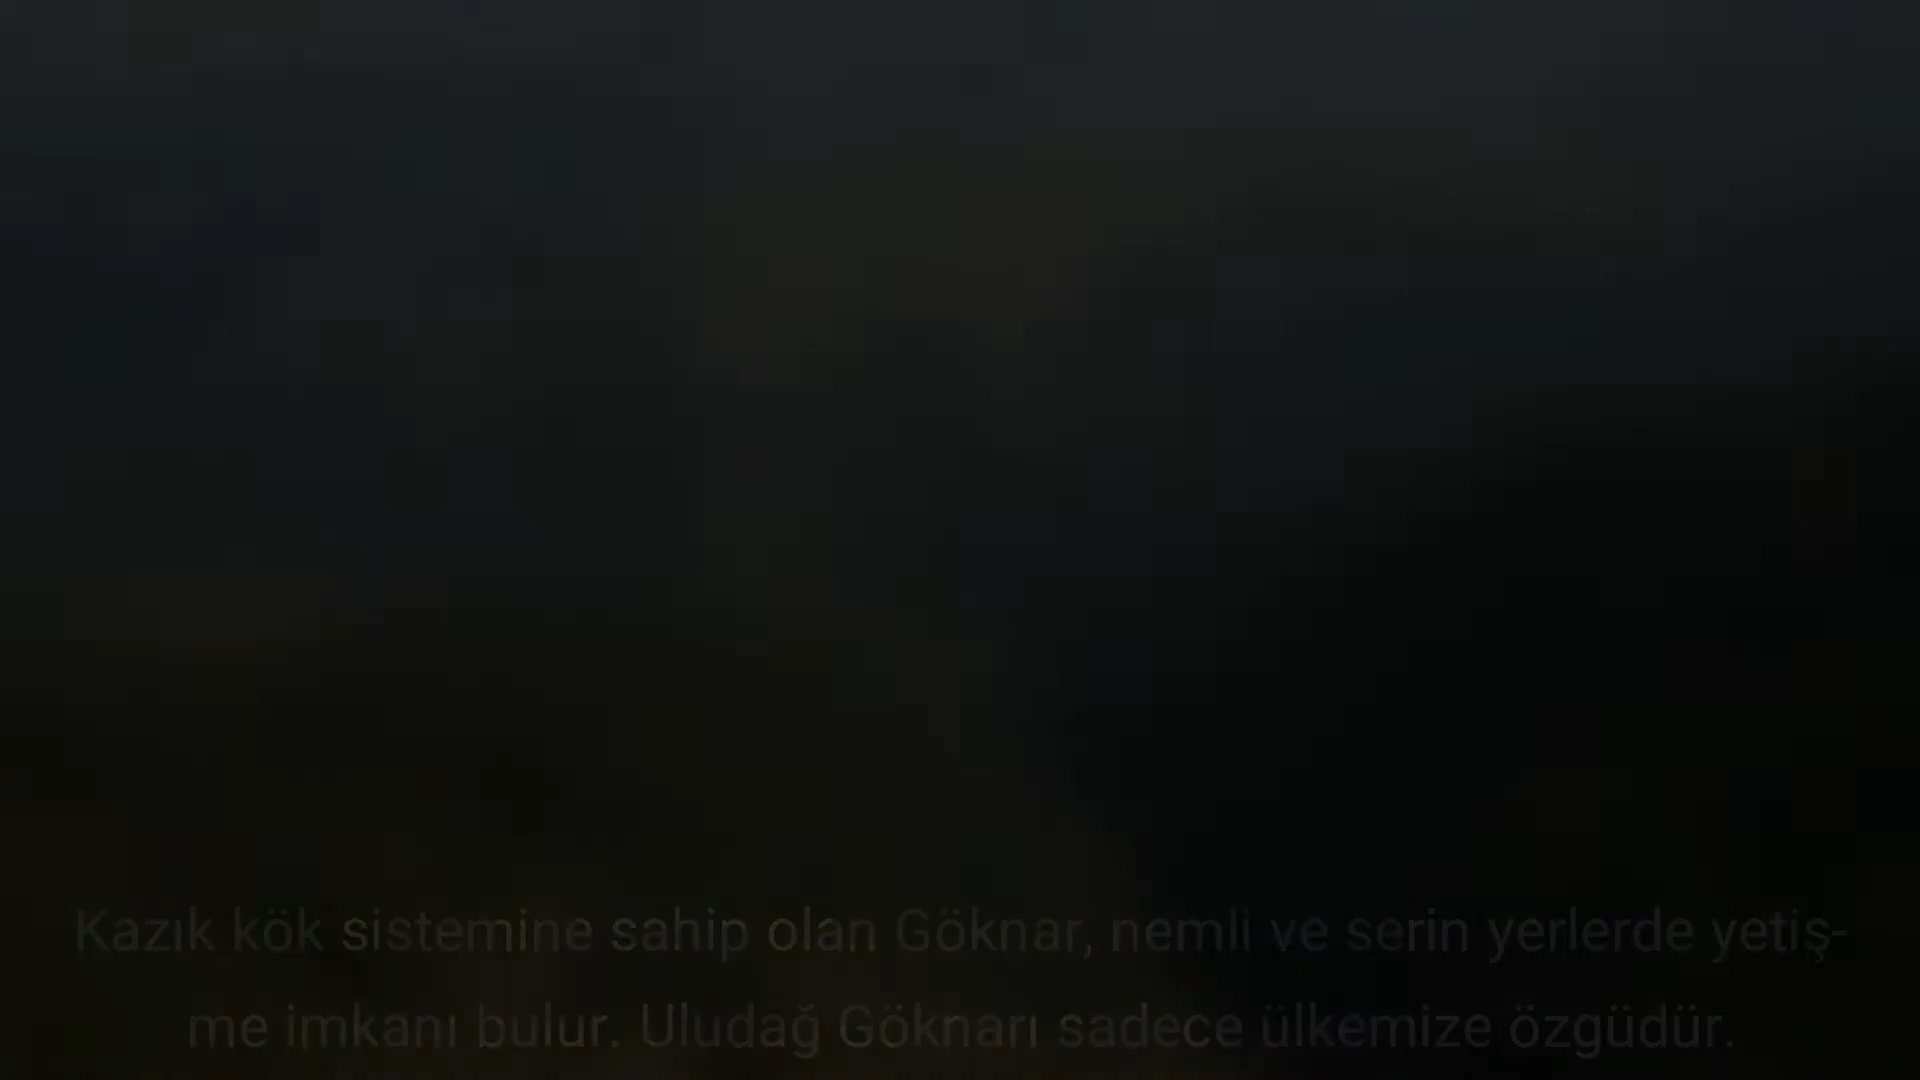 Kazık kök sistemine sahip olan Göknar, nemli ve serin yerlerde yetiş-
me imkanı bulur. Uludağ Göknarı sadece ülkemize özgüdür.